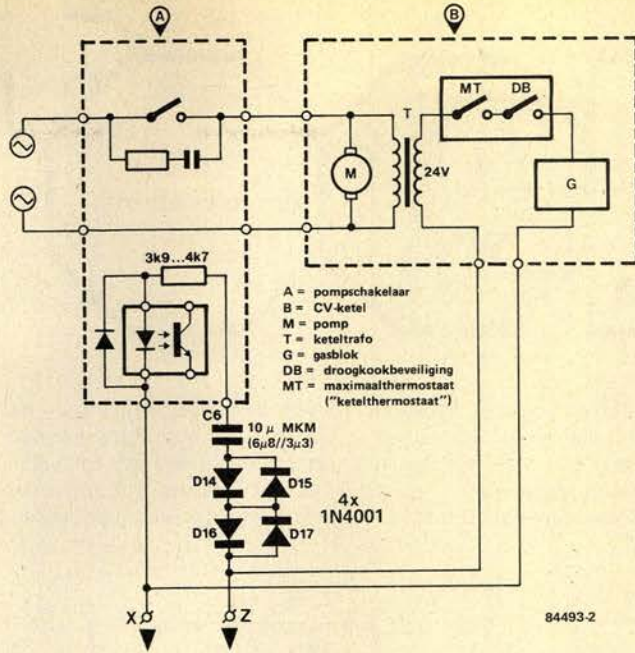 A
B
MT DB
T
M
24V
G
3k9...4k7
A = pompschakelaar
B = CV-ketel
M = pomp
T = keteltrafo
G = gasblok
DB = droogkookbeveiliging
MT = maximaalthermostaat
("ketelthermostaat")
C6
10 µ MKM
(6µ8//3µ3)
D14
D15
4x
1N4001
D16
D17
X
Z
84493-2